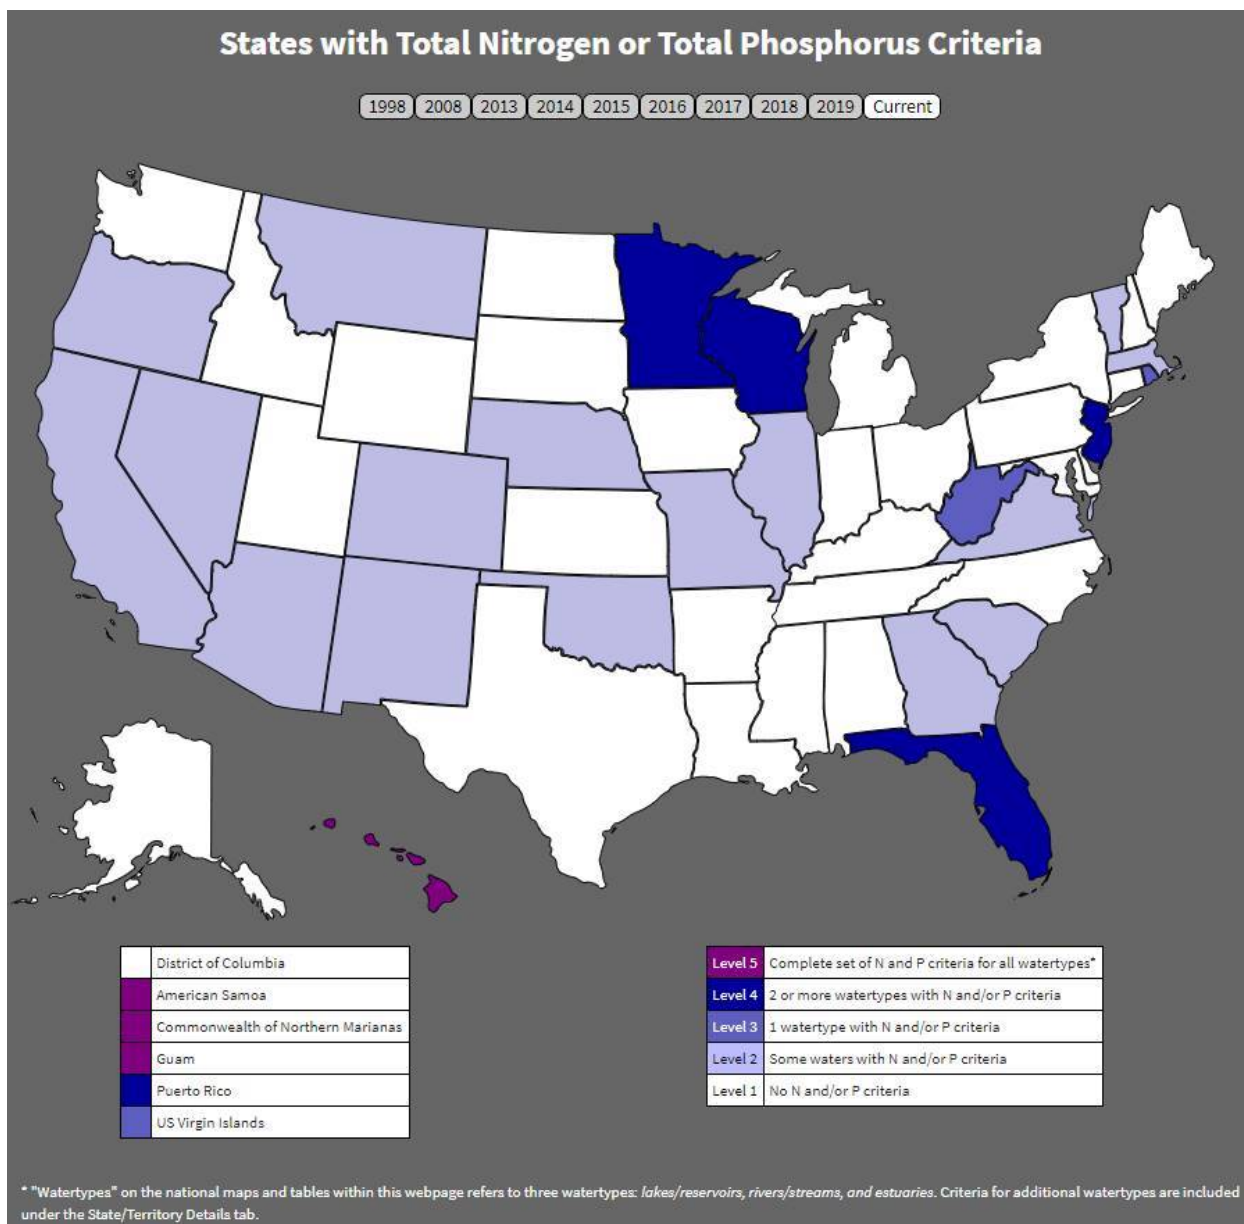 States with Total Nitrogen or Total Phosphorus Criteria
1998 2008 2013 2014 2015 2016 2017 2018 2019 Current
District of Columbia
American Samoa
Commonwealth of Northern Marianas
Guam
Puerto Rico
US Virgin Islands
Level 5 Complete set of N and P criteria for all watertypes*
Level 4 2 or more watertypes with N and/or P criteria
Level 3 1 watertype with N and/or P criteria
Level 2 Some waters with N and/or P criteria
Level 1 No N and/or P criteria
* "Watertypes" on the national maps and tables within this webpage refers to three watertypes: lakes/reservoirs, rivers/streams, and estuaries. Criteria for additional watertypes are included
under the State/Territory Details tab.